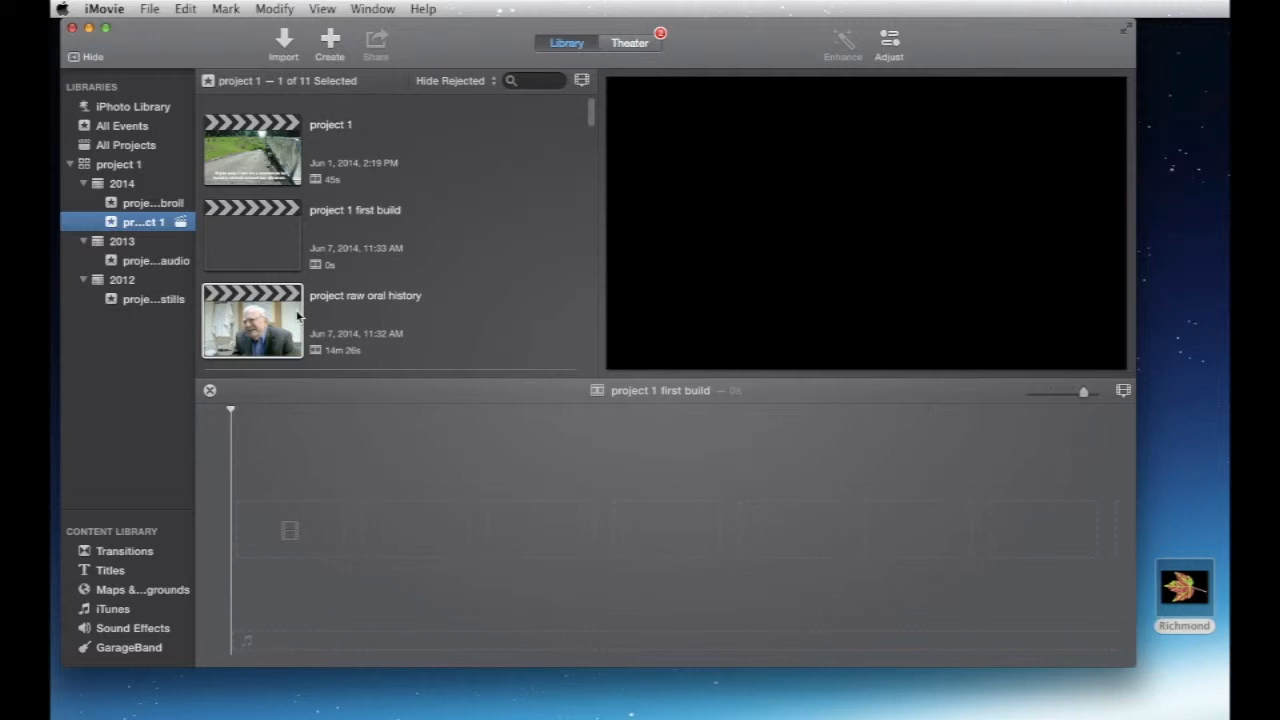 iMovie File Edit Mark Modify View Window Help
Hide
Import
Create
Share
Library
Theater
2
Enhance
Adjust
LIBRARIES
iPhoto Library
All Events
All Projects
project 1
2014
proje...broll
pr...ct 1
2013
proje...audio
2012
proje...stills
CONTENT LIBRARY
Transitions
Titles
Maps &...grounds
iTunes
Sound Effects
GarageBand
project 1 — 1 of 11 Selected
Hide Rejected
project 1
Jun 1, 2014, 2:19 PM
45s
project 1 first build
Jun 7, 2014, 11:33 AM
0s
project raw oral history
Jun 7, 2014, 11:32 AM
14m 26s
project 1 first build — 0s
Richmond